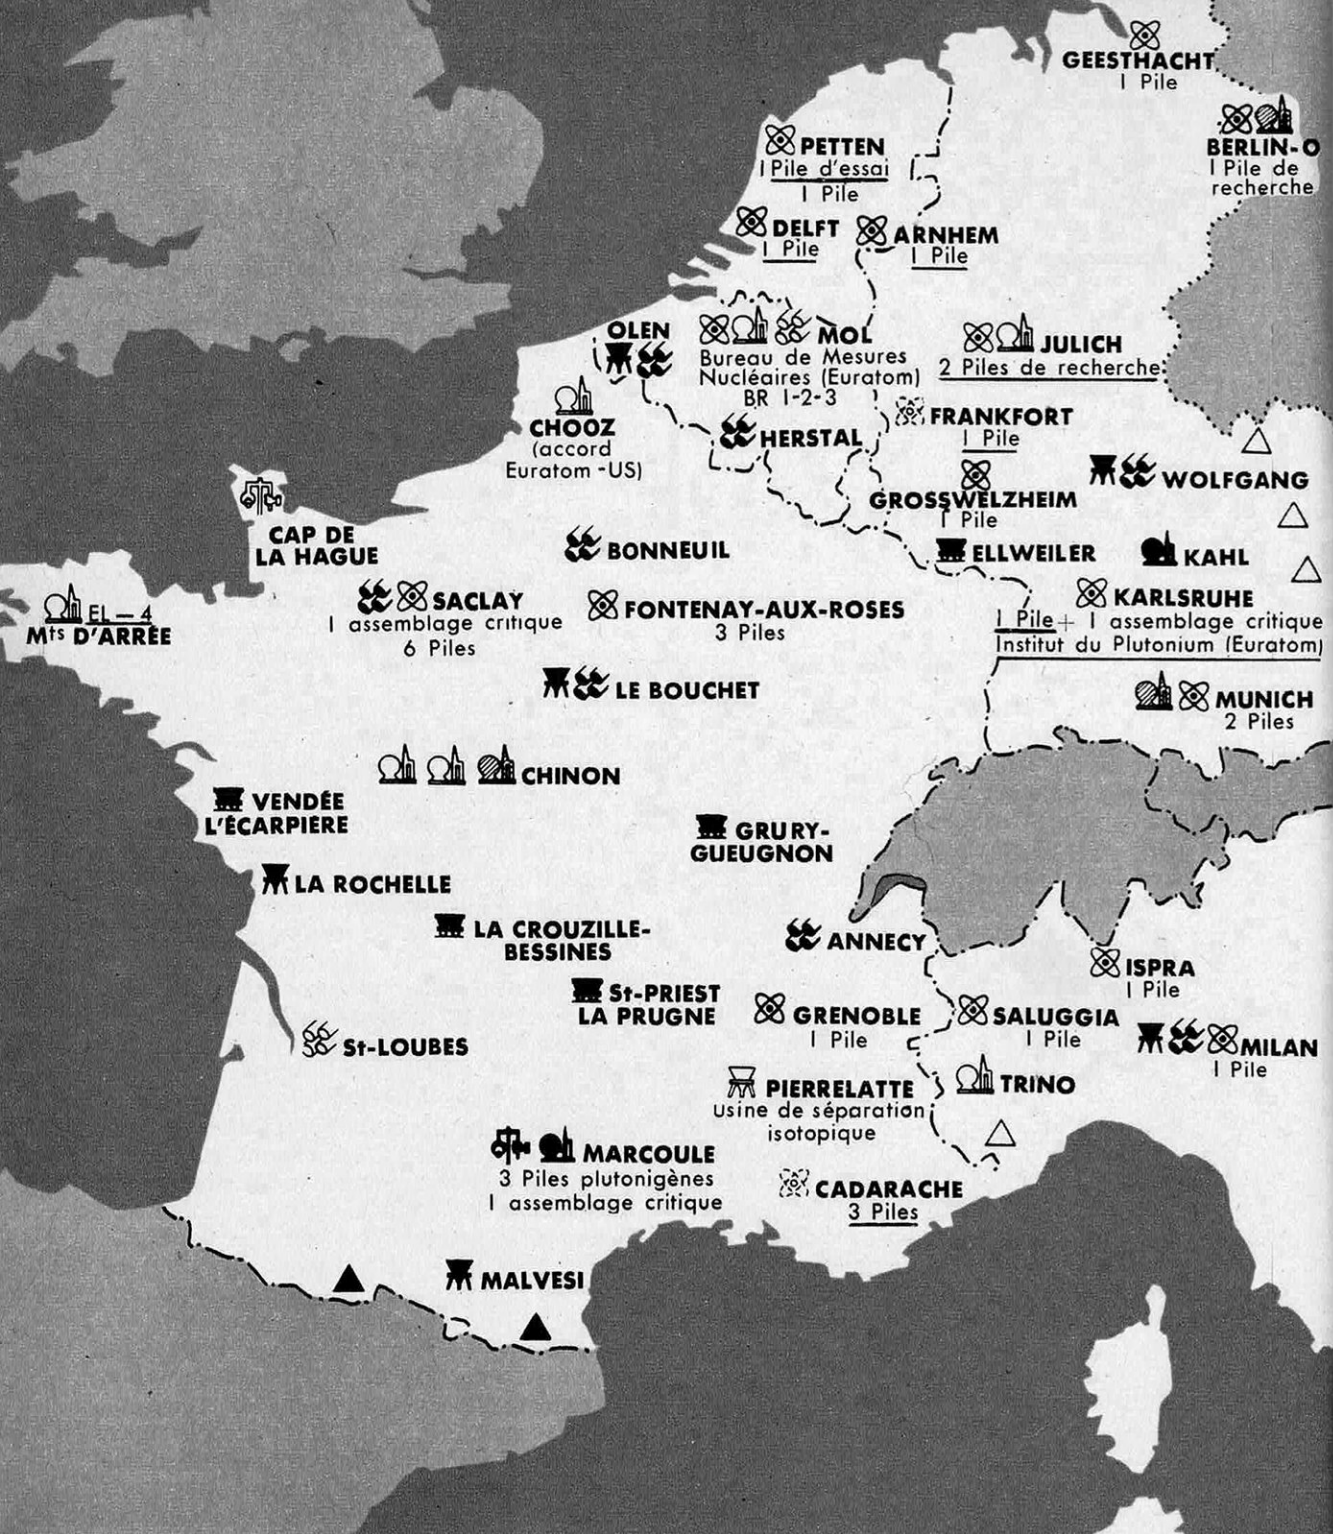 GEESTHACHT
1 Pile
BERLIN-O
1 Pile de
recherche
PETTEN
1 Pile d'essai
1 Pile
DELFT
1 Pile
ARNHEM
1 Pile
OLEN
MOL
Bureau de Mesures
Nucléaires (Euratom)
BR 1-2-3
JULICH
2 Piles de recherche
CHOOZ
(accord
Euratom -US)
HERSTAL
FRANKFORT
1 Pile
GROSSWELZHEIM
1 Pile
WOLFGANG
CAP DE
LA HAGUE
BONNEUIL
ELLWEILER
KAHL
EL-4
Mts D'ARRÉE
SACLAY
1 assemblage critique
6 Piles
FONTENAY-AUX-ROSES
3 Piles
KARLSRUHE
1 Pile + 1 assemblage critique
Institut du Plutonium (Euratom)
LE BOUCHET
MUNICH
2 Piles
CHINON
VENDÉE
L'ÉCARPIÈRE
GRURY-
GUEUGNON
LA ROCHELLE
LA CROUZILLE-
BESSINES
ANNECY
ISPRA
1 Pile
St-PRIEST
LA PRUGNE
GRENOBLE
1 Pile
SALUGGIA
1 Pile
St-LOUBES
MILAN
1 Pile
PIERRELATTE
Usine de séparation
isotopique
TRINO
MARCOULE
3 Piles plutonigènes
1 assemblage critique
CADARACHE
3 Piles
MALVESI